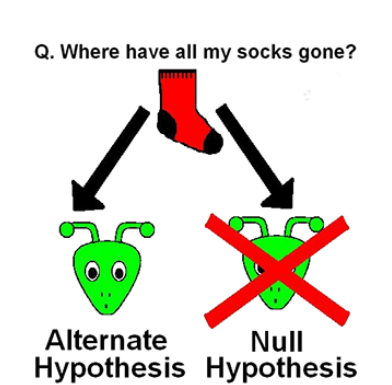 Q. Where have all my socks gone?
Alternate Null
Hypothesis Hypothesis